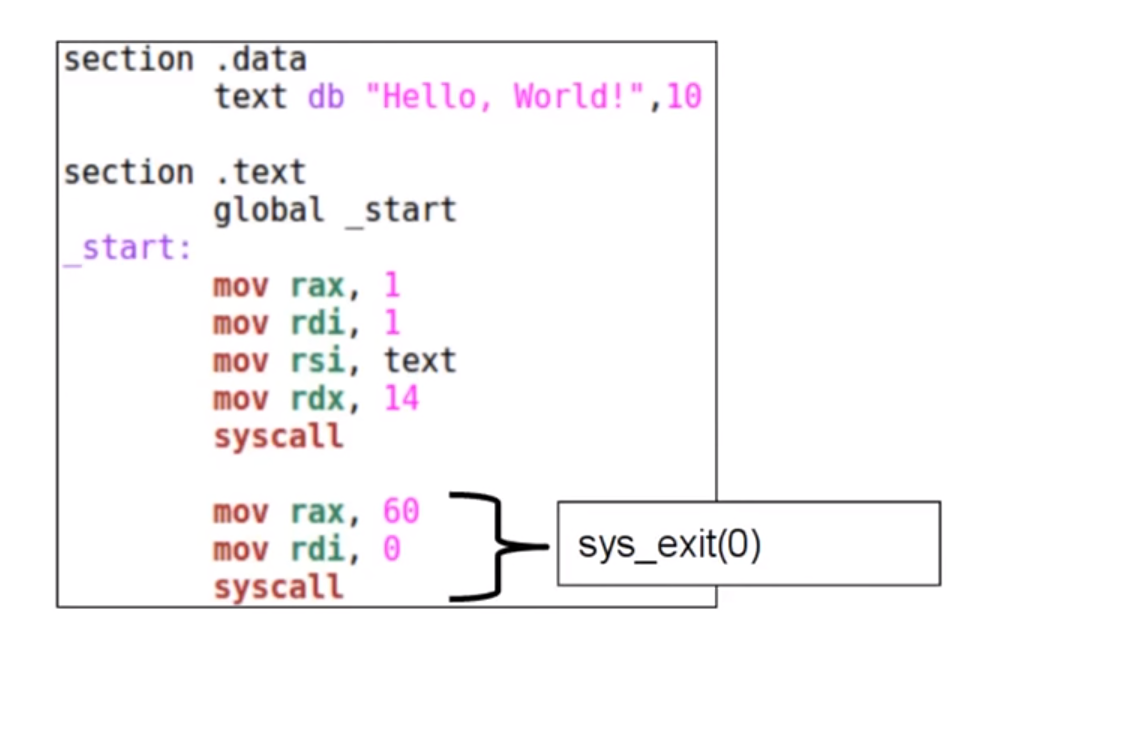 section .data
text db "Hello, World!",10
section .text
global _start
_start:
mov rax, 1
mov rdi, 1
mov rsi, text
mov rdx, 14
syscall
mov rax, 60
mov rdi, 0
syscall
sys_exit(0)